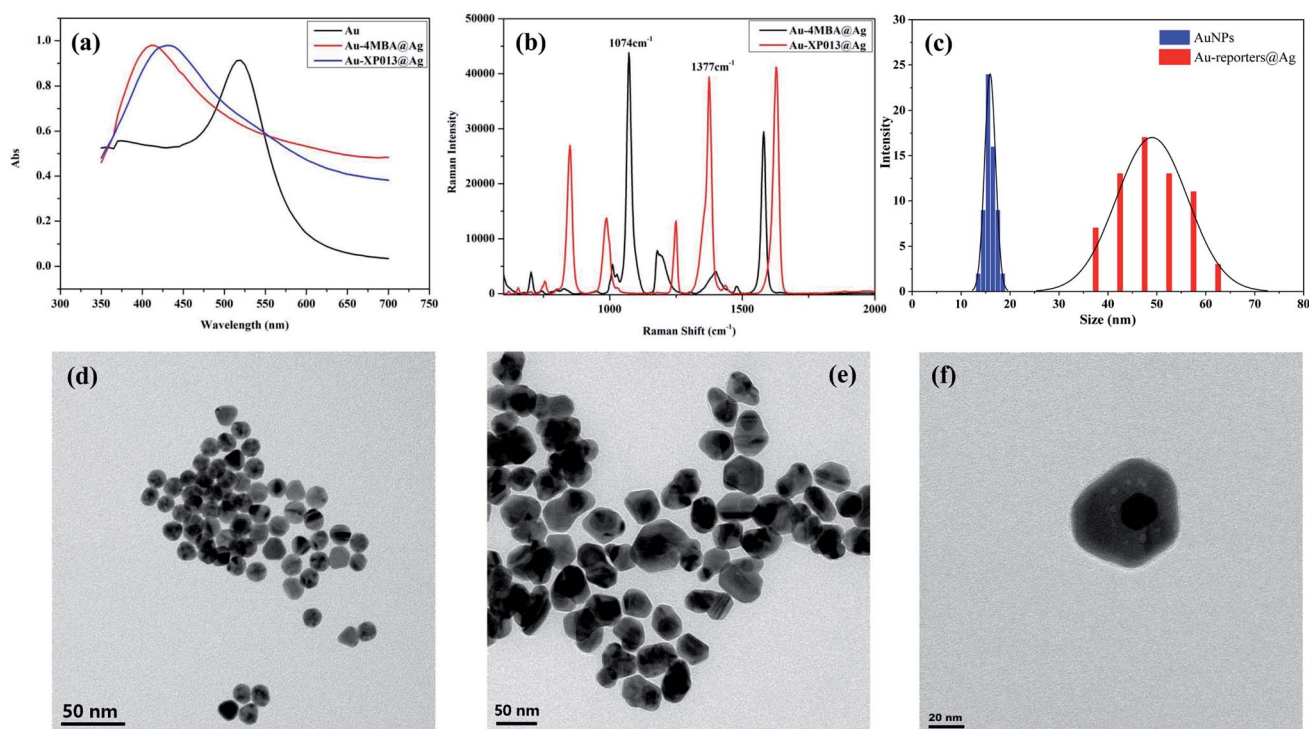 (a)
Au
Au-4MBA@Ag
Au-XP013@Ag
1.0
0.8
0.6
0.4
0.2
0.0
Abs
300 350 400 450 500 550 600 650 700 750
Wavelength (nm)
(b)
Au-4MBA@Ag
Au-XP013@Ag
1074cm⁻¹
1377cm⁻¹
50000
40000
30000
20000
10000
0
Raman Intensity
1000 1500 2000
Raman Shift (cm⁻¹)
(c)
AuNPs
Au-reporters@Ag
30
25
20
15
10
5
0
Intensity
0 10 20 30 40 50 60 70 80
Size (nm)
(d)
50 nm
(e)
50 nm
(f)
20 nm